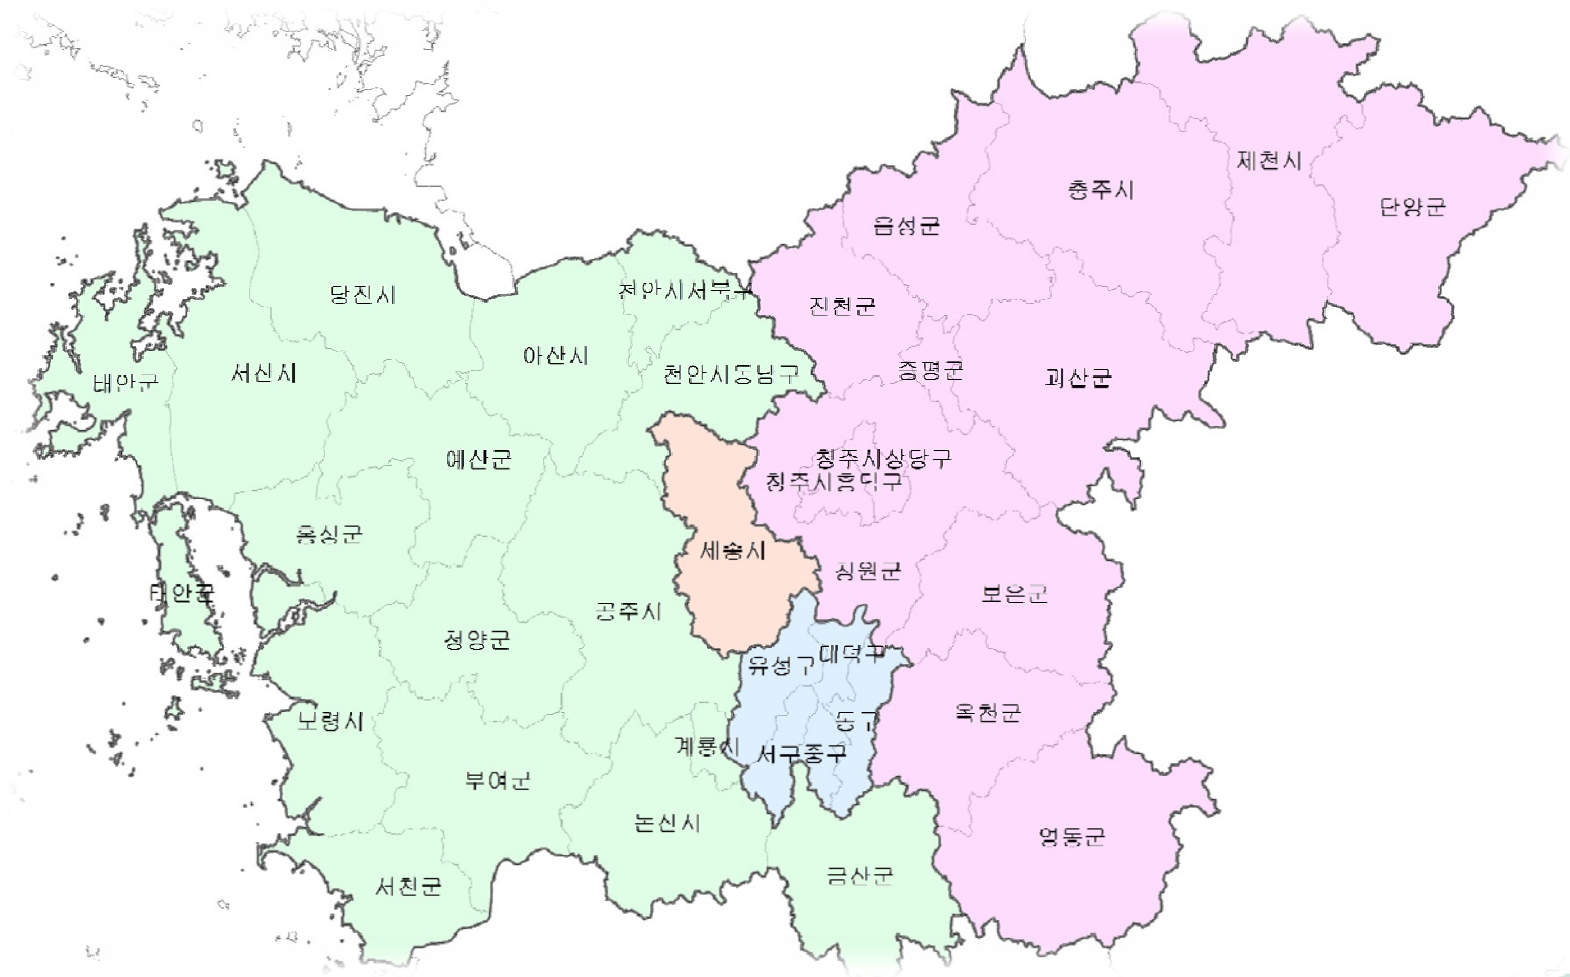 제천시
충주시
단양군
음성군
당진시
천안시서북구
진천군
아산시
서산시
태안군
천안시동남구
증평군
괴산군
예산군
청주시상당구
청주시흥덕구
홍성군
세종시
청원군
태안군
보은군
공주시
청양군
유성구
대덕구
옥천군
보령시
동구
계룡시
서구
중구
부여군
논산시
영동군
금산군
서천군